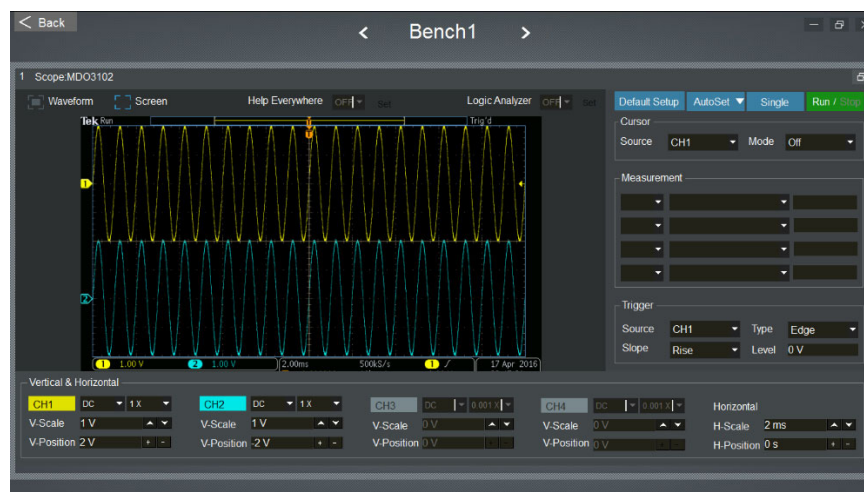 < Back
< Bench1 >
1 Scope:MDO3102
Waveform Screen Help Everywhere OFF Set Logic Analyzer OFF Set
Default Setup AutoSet Single Run / Stop
Tek Run Trig'd
Cursor
Source CH1 Mode Off
Measurement
1
2
Trigger
Source CH1 Type Edge
Slope Rise Level 0 V
1 1.00 V 2 1.00 V 2.00ms 500kS/s 1 17 Apr 2016
Vertical & Horizontal
CH1 DC 1 X CH2 DC 1 X CH3 DC 0.001 X CH4 DC 0.001 X Horizontal
V-Scale 1 V V-Scale 1 V V-Scale 0 V V-Scale 0 V H-Scale 2 ms
V-Position 2 V + - V-Position -2 V + - V-Position 0 V V-Position 0 V H-Position 0 s + -